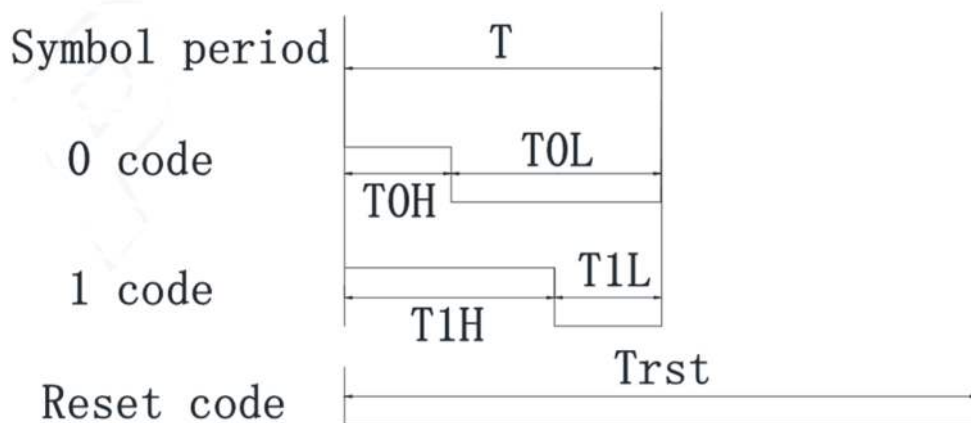 Symbol period T
0 code T0H T0L
1 code T1H T1L
Reset code Trst